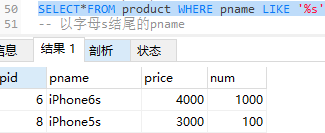 50 SELECT*FROM product WHERE pname LIKE '%s'
51 -- 以字母s结尾的pname
信息 结果 1 剖析 状态
pid pname price num
6 iPhone6s 4000 1000
8 iPhone5s 3000 100